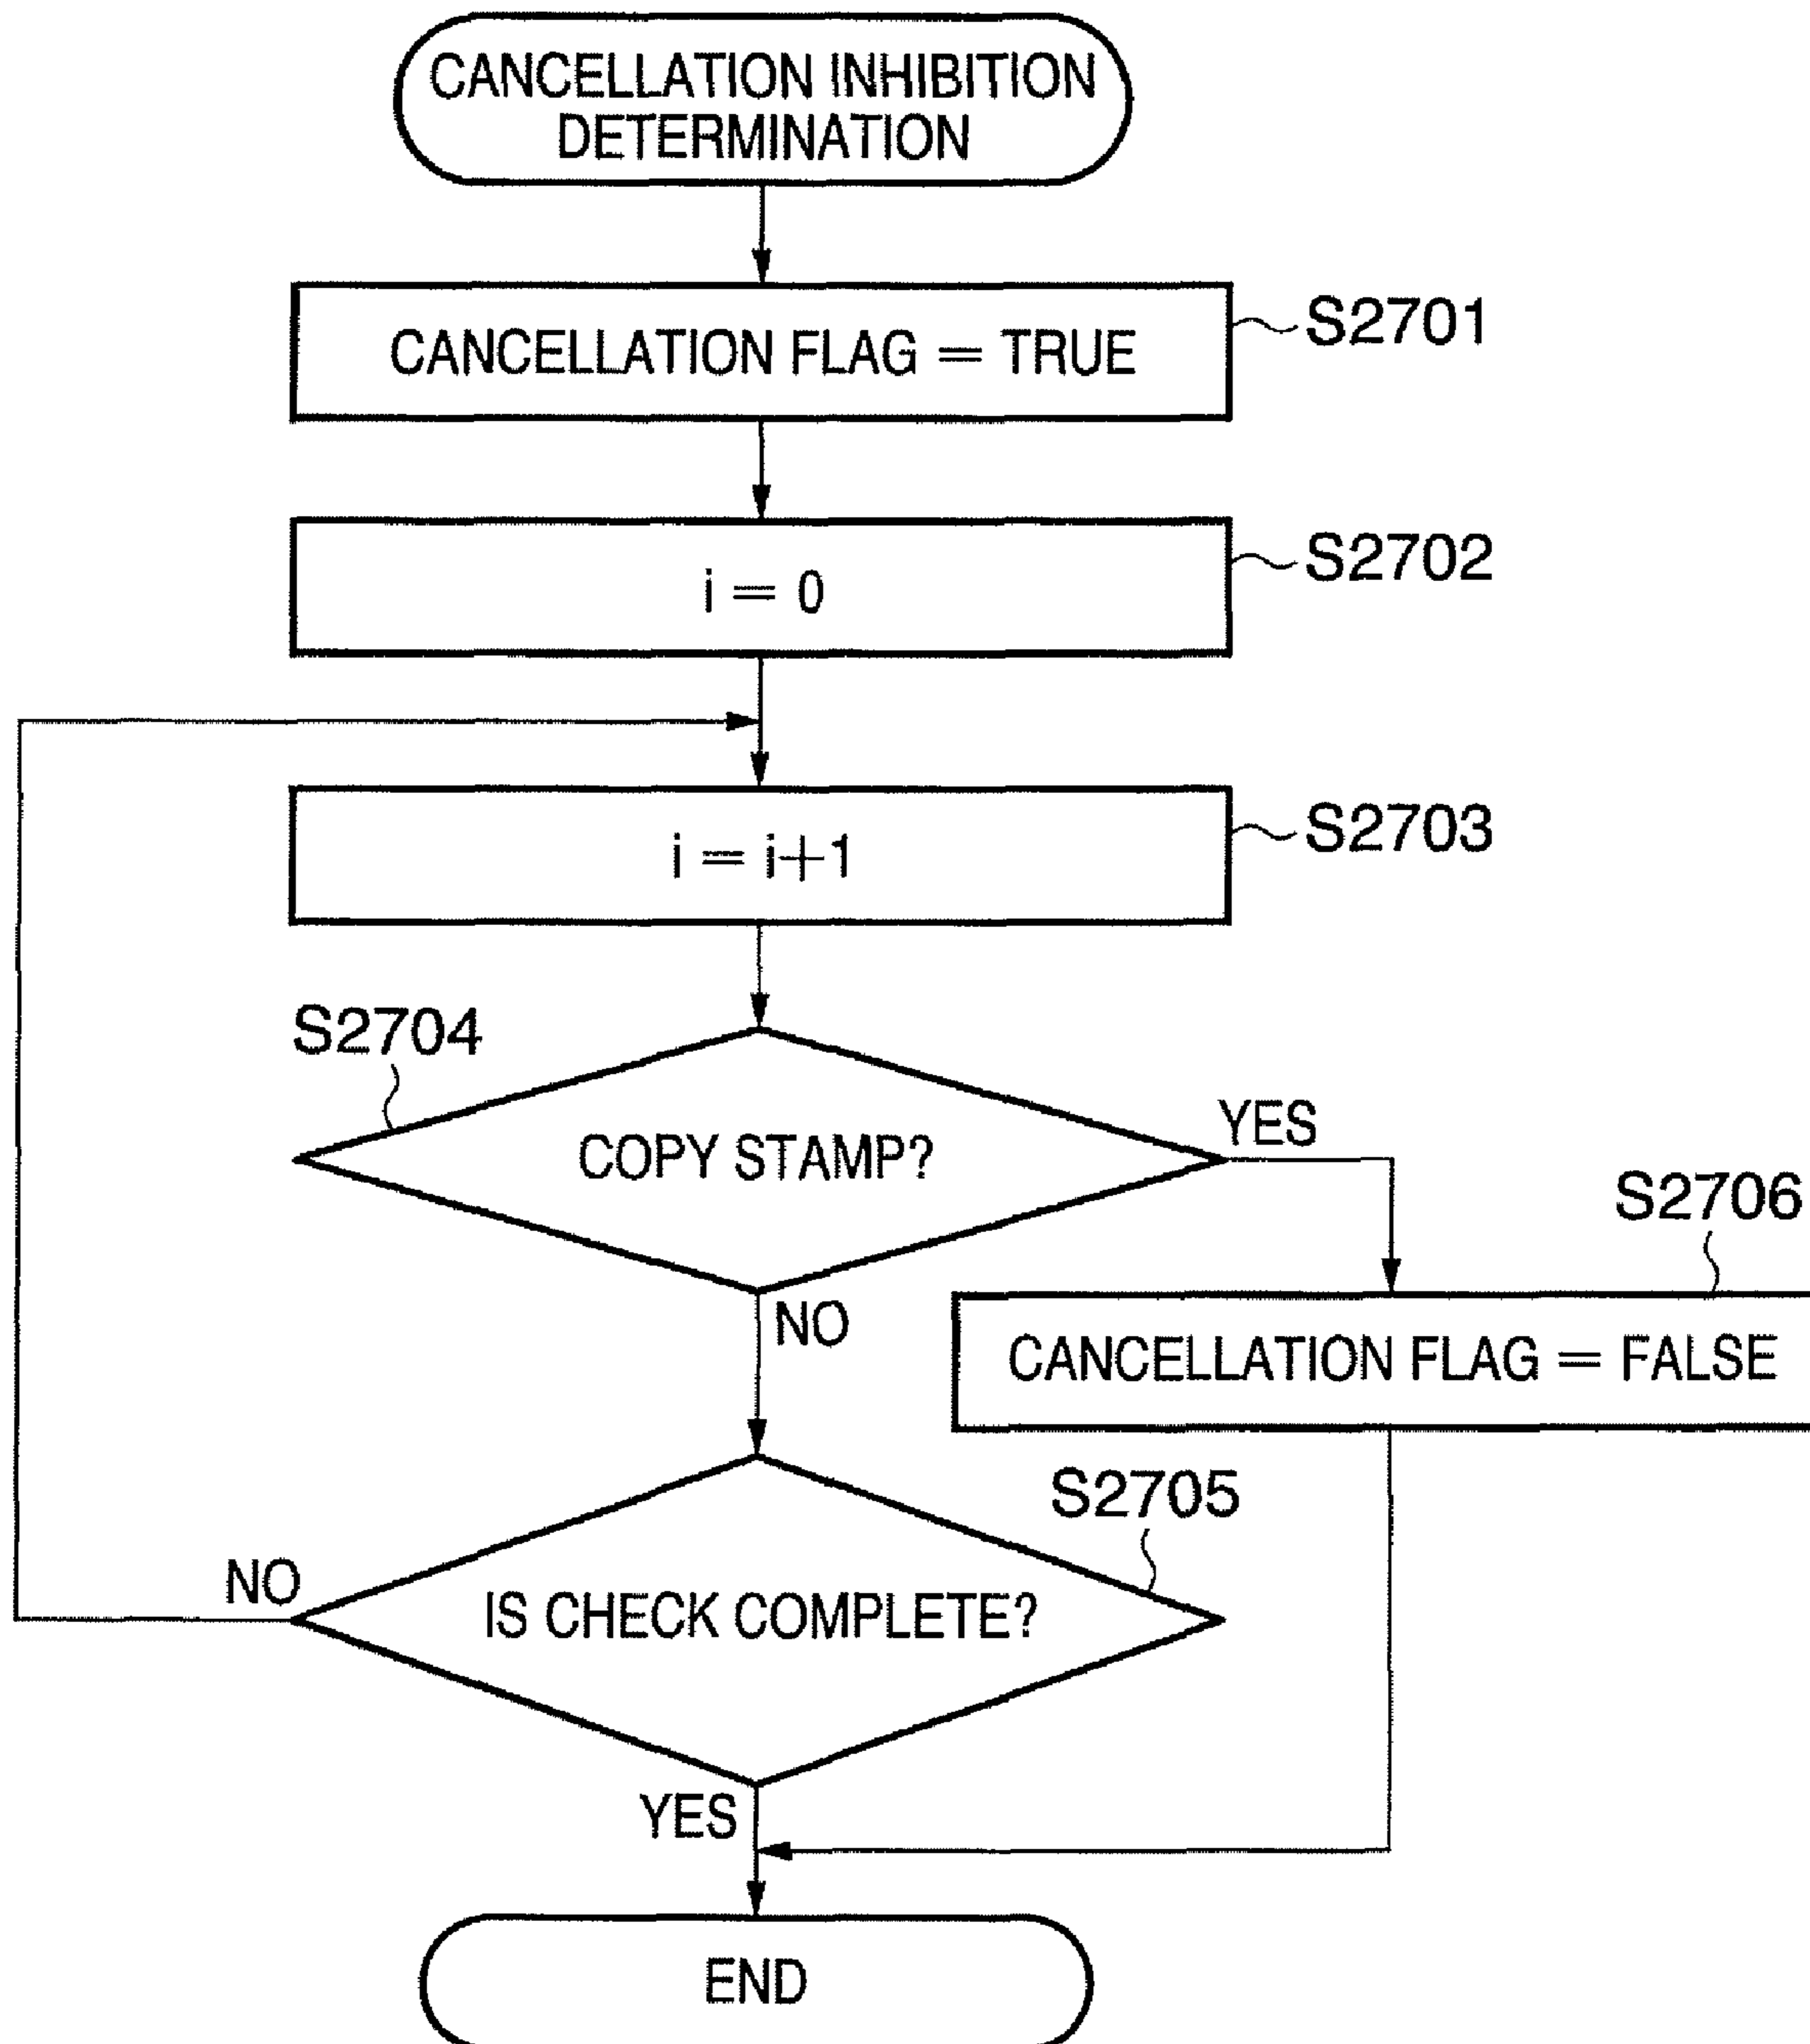 CANCELLATION INHIBITION
DETERMINATION
CANCELLATION FLAG = TRUE
S2701
i = 0
S2702
i = i+1
S2703
S2704
COPY STAMP?
YES
NO
S2706
CANCELLATION FLAG = FALSE
S2705
IS CHECK COMPLETE?
NO
YES
END